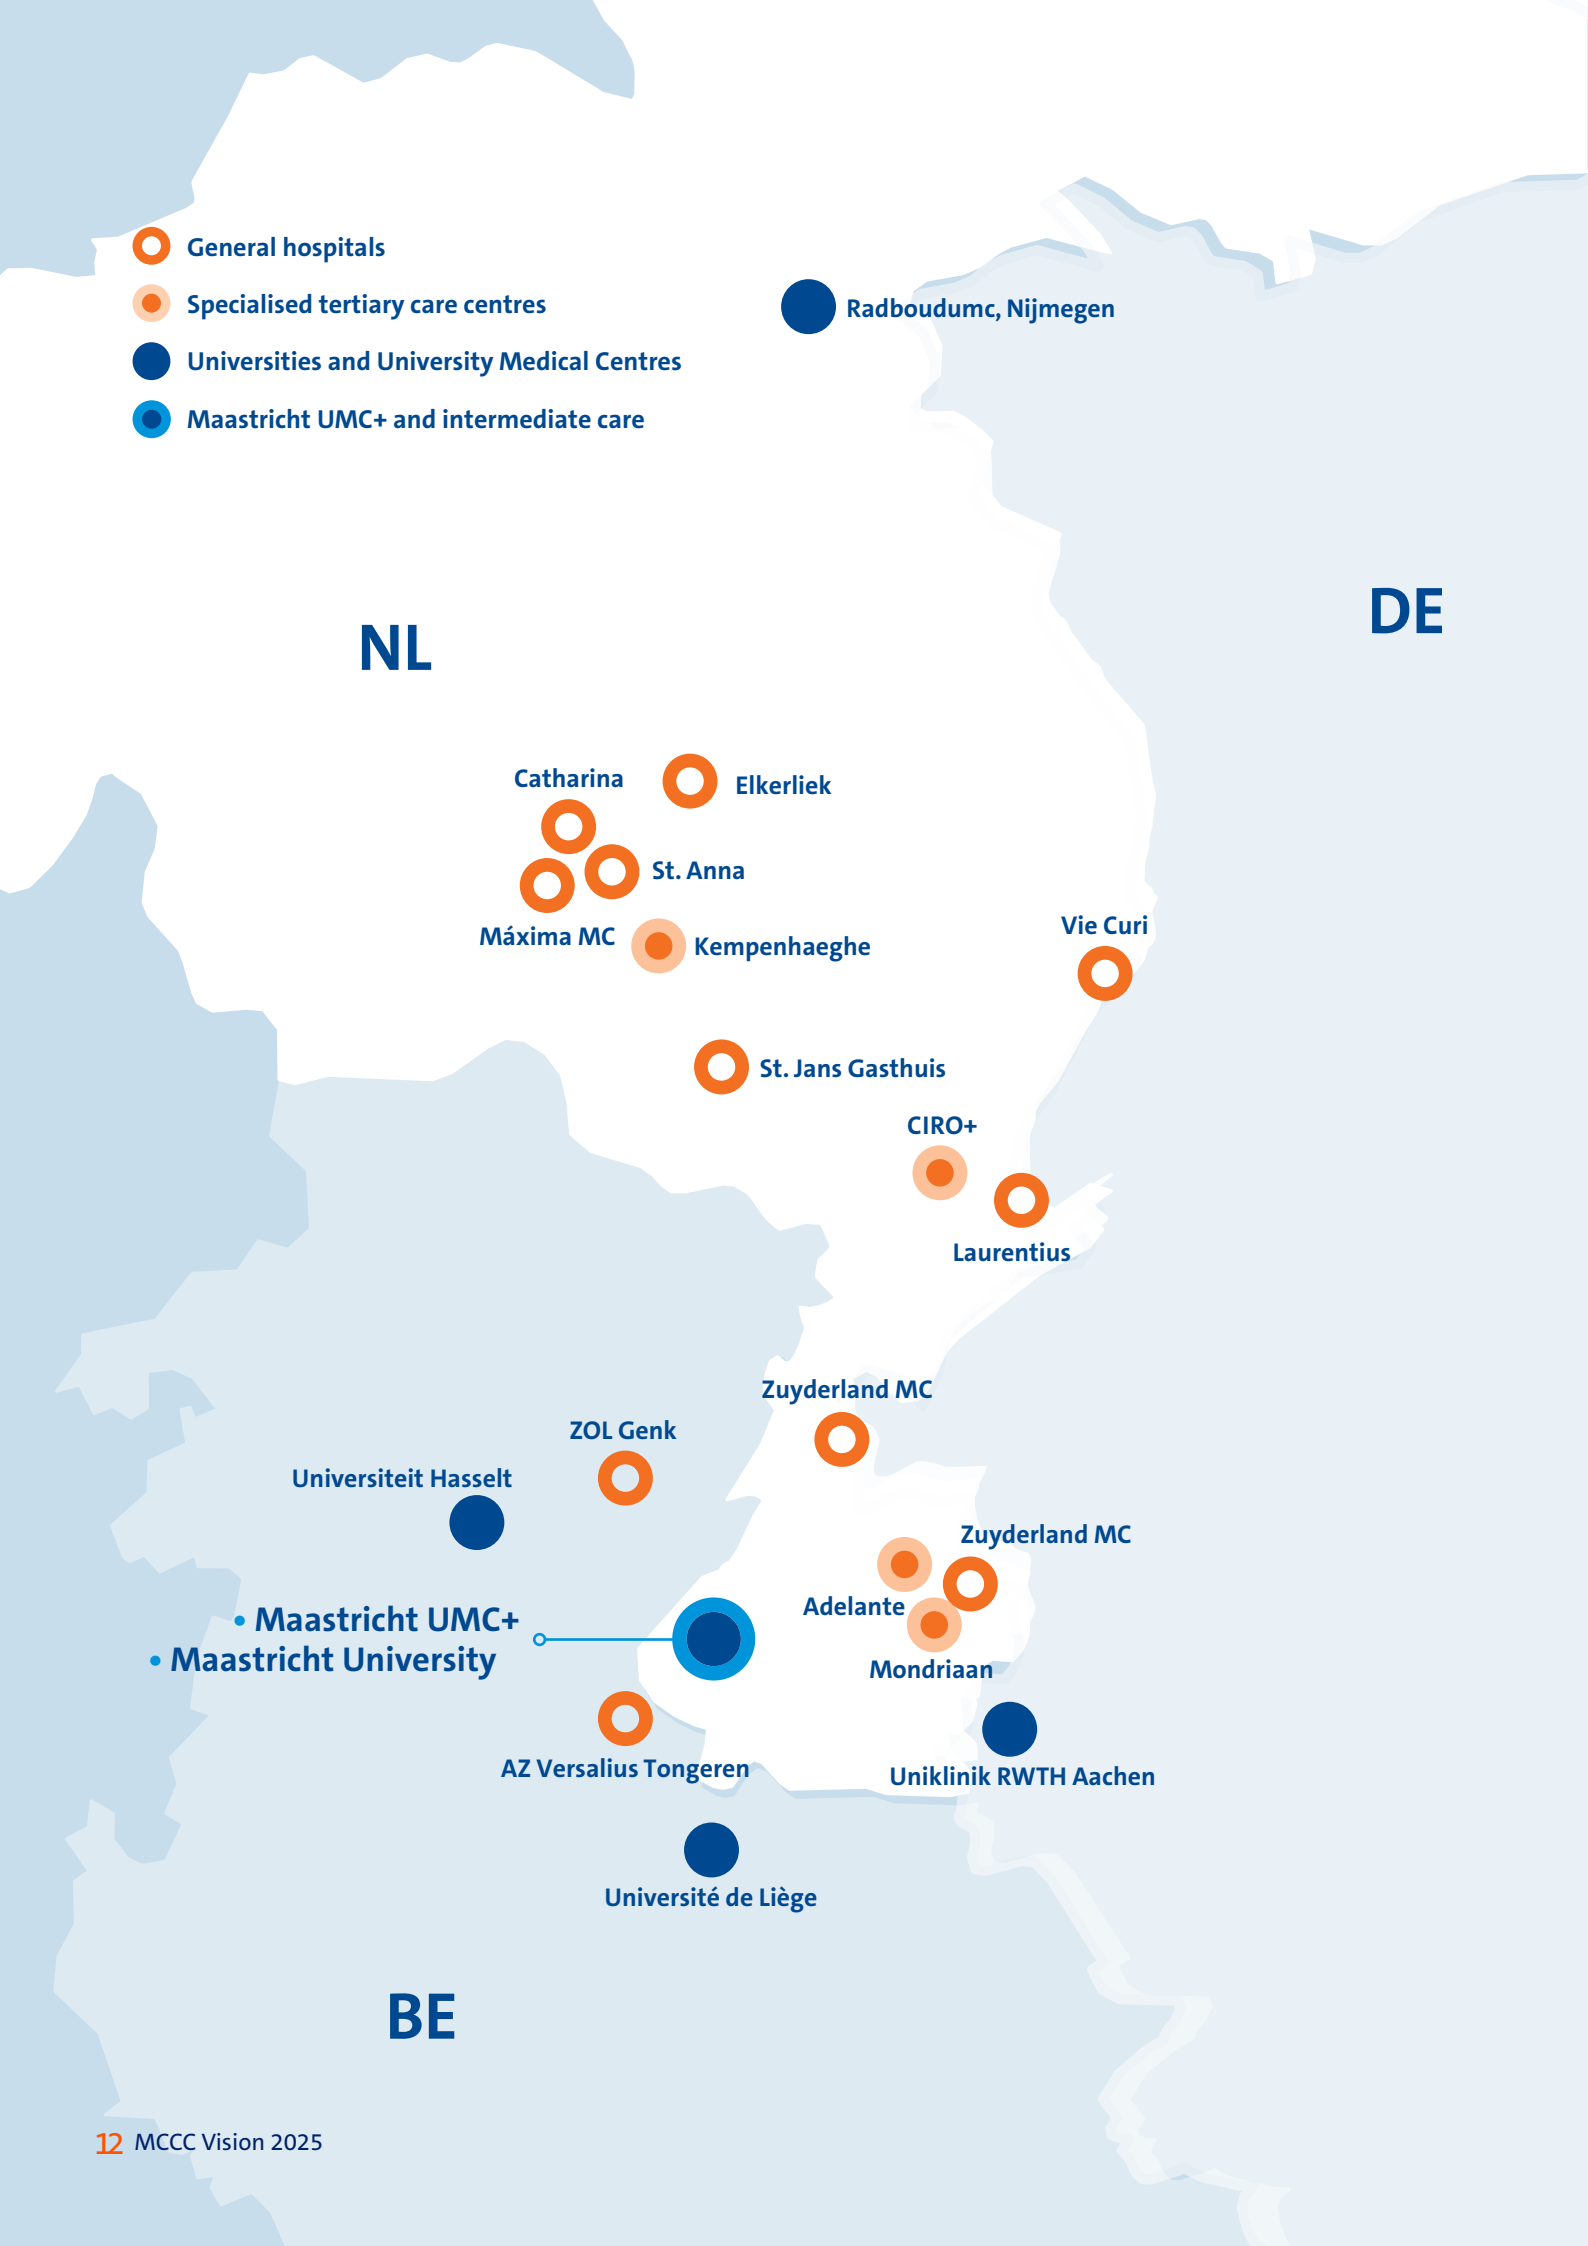 General hospitals
Specialised tertiary care centres
Universities and University Medical Centres
Maastricht UMC+ and intermediate care
Radboudumc, Nijmegen
DE
NL
Catharina
Elkerliek
St. Anna
Máxima MC
Kempenhaeghe
Vie Curi
St. Jans Gasthuis
CIRO+
Laurentius
Zuyderland MC
ZOL Genk
Universiteit Hasselt
Zuyderland MC
Adelante
• Maastricht UMC+
• Maastricht University
Mondriaan
AZ Versalius Tongeren
Uniklinik RWTH Aachen
Université de Liège
BE
12 MCCC Vision 2025